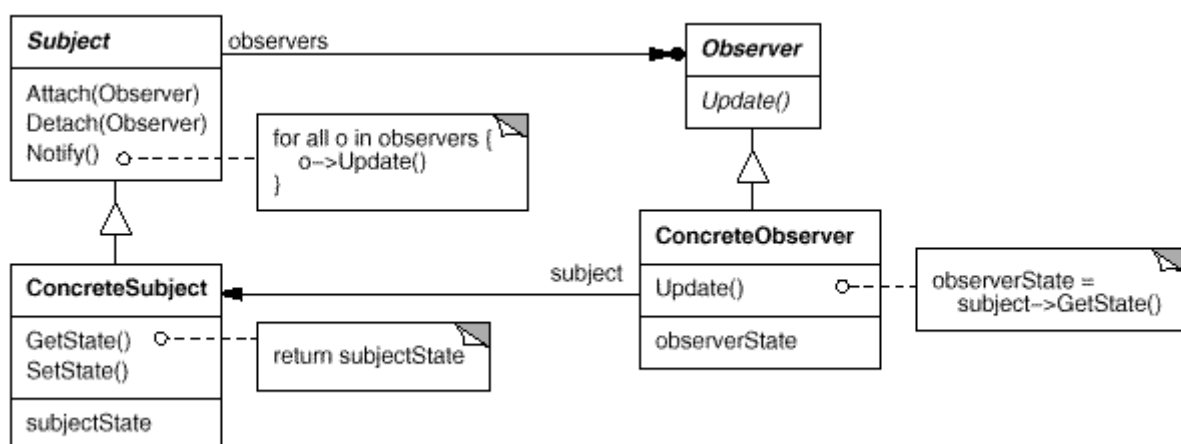 Subject
observers
Observer
Attach(Observer)
Detach(Observer)
Notify()
Update()
for all o in observers {
o->Update()
}
ConcreteObserver
ConcreteSubject
subject
Update()
observerState =
subject->GetState()
observerState
GetState()
SetState()
return subjectState
subjectState